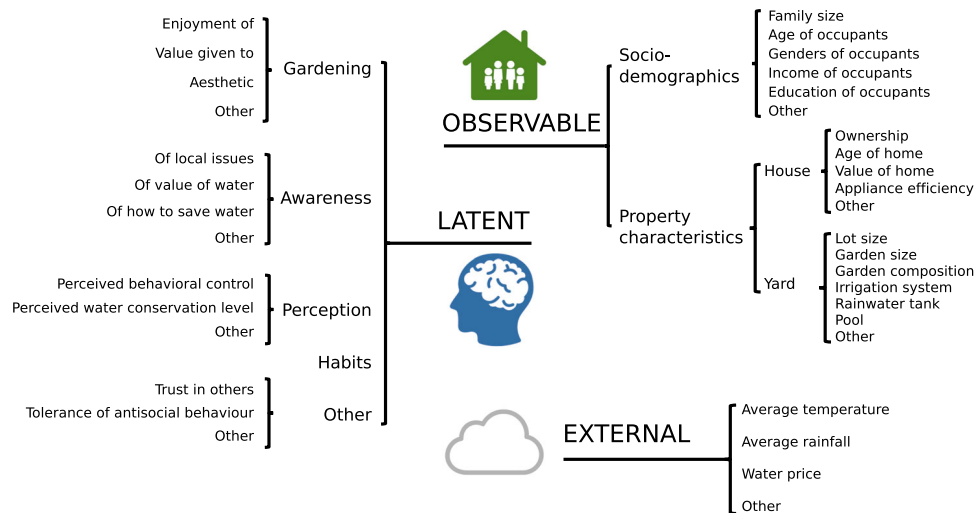 Enjoyment of
Value given to
Aesthetic
Other
Gardening
Of local issues
Of value of water
Of how to save water
Other
Awareness
Perceived behavioral control
Perceived water conservation level
Other
Perception
Habits
Trust in others
Tolerance of antisocial behaviour
Other
Other
LATENT
OBSERVABLE
Socio-
demographics
Family size
Age of occupants
Genders of occupants
Income of occupants
Education of occupants
Other
Property
characteristics
House
Ownership
Age of home
Value of home
Appliance efficiency
Other
Yard
Lot size
Garden size
Garden composition
Irrigation system
Rainwater tank
Pool
Other
EXTERNAL
Average temperature
Average rainfall
Water price
Other